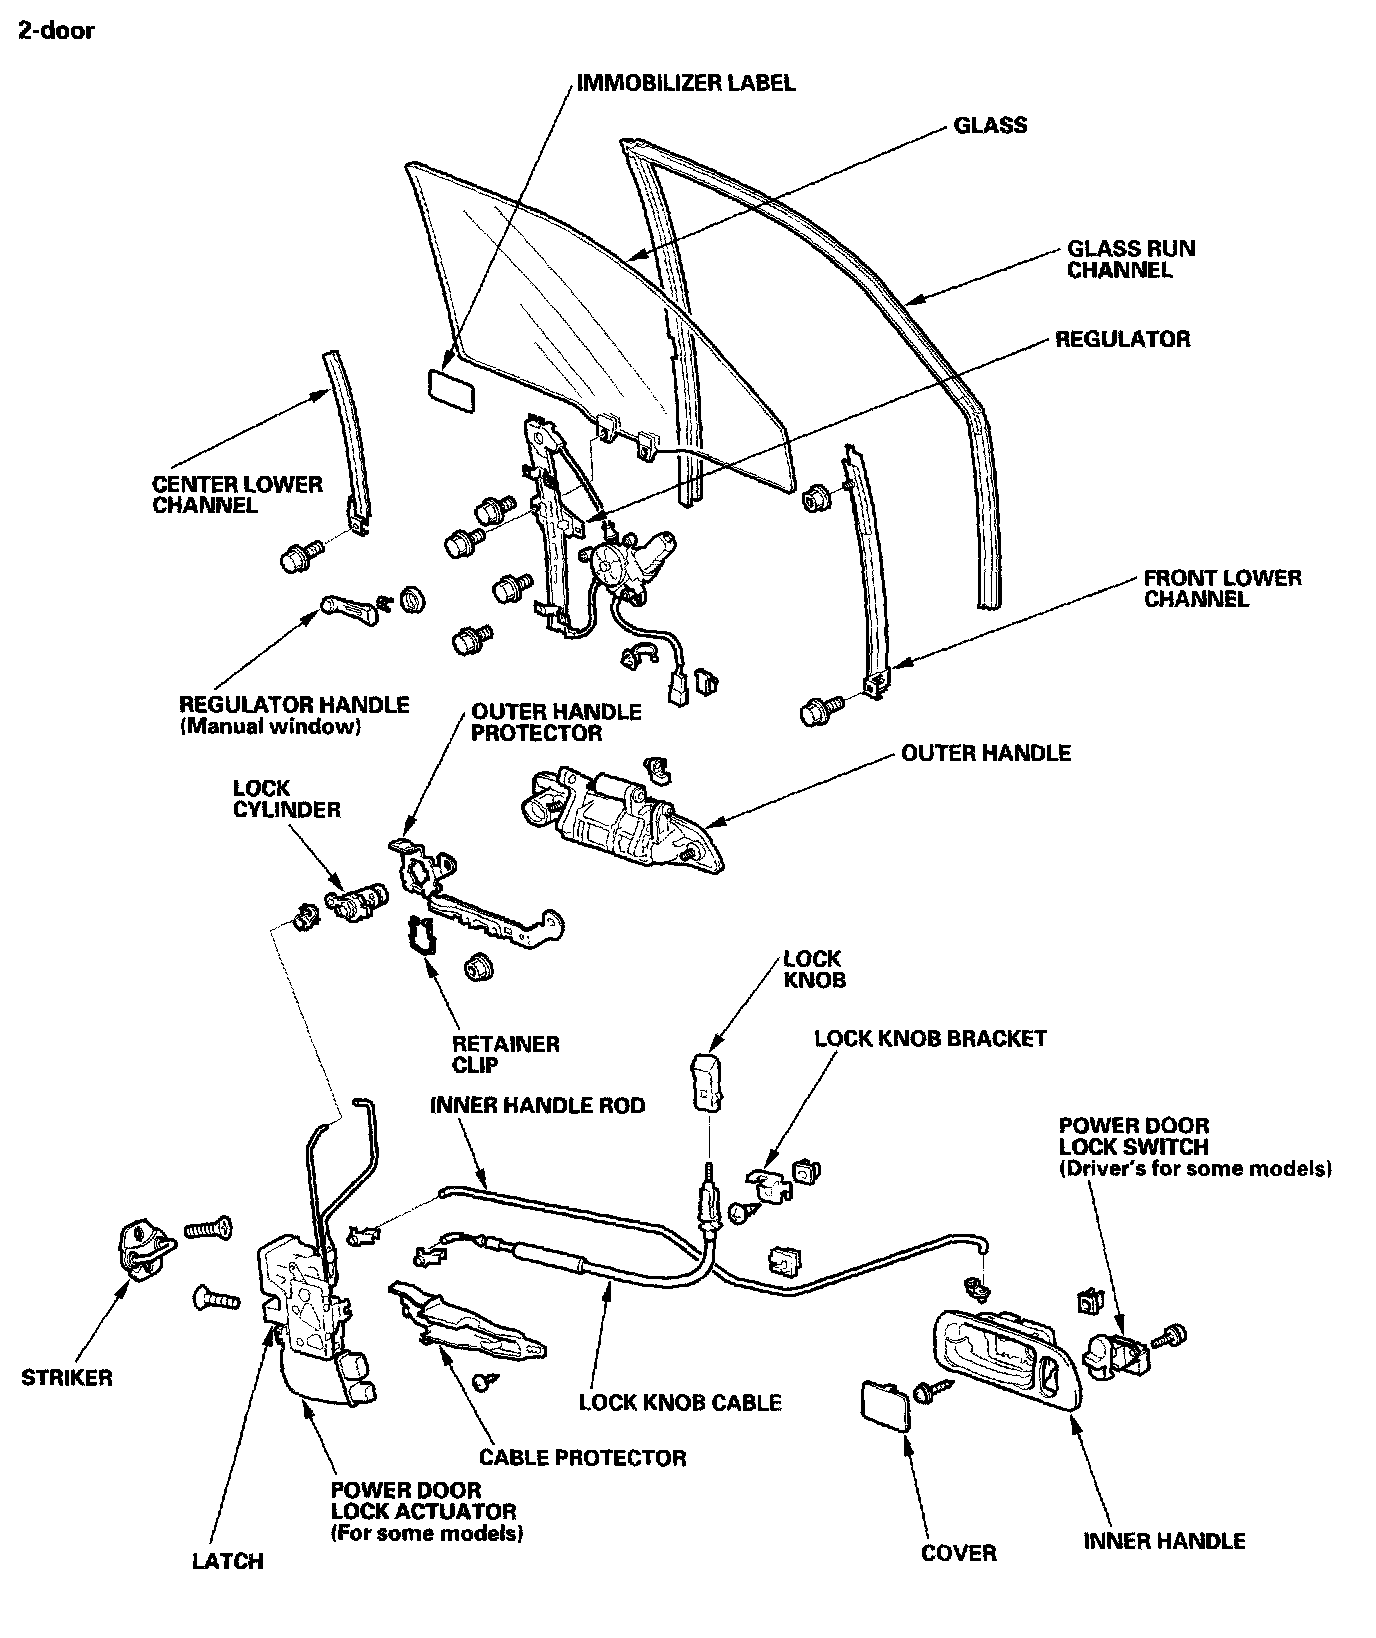 2-door
IMMOBILIZER LABEL
GLASS
GLASS RUN
CHANNEL
REGULATOR
CENTER LOWER
CHANNEL
FRONT LOWER
CHANNEL
REGULATOR HANDLE
(Manual window)
OUTER HANDLE
PROTECTOR
OUTER HANDLE
LOCK
CYLINDER
LOCK
KNOB
RETAINER
CLIP
LOCK KNOB BRACKET
INNER HANDLE ROD
POWER DOOR
LOCK SWITCH
(Driver's for some models)
STRIKER
LOCK KNOB CABLE
CABLE PROTECTOR
POWER DOOR
LOCK ACTUATOR
(For some models)
LATCH
COVER
INNER HANDLE